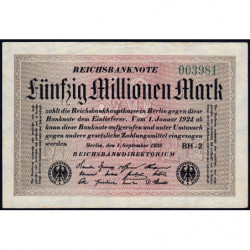 REICHSBANKNOTE
003981
Fünfzig Millionen Mark
zahlt die Reichsbankhauptkasse in Berlin gegen diese
Banknote dem Einlieferer. Vom 1. Januar 1924 ab
kann diese Banknote aufgerufen und unter Umtausch
gegen andere gesetzliche Zahlungsmittel eingezogen
werden
Berlin, den 1. September 1923
BH-2
REICHSBANKDIREKTORIUM